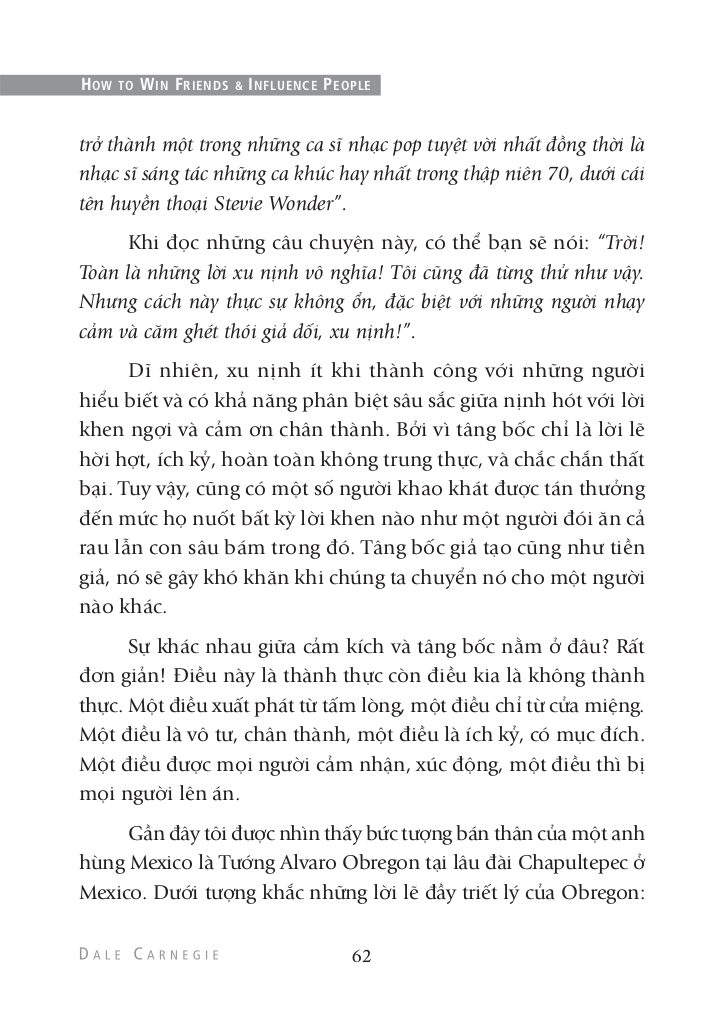 HOW TO WIN FRIENDS & INFLUENCE PEOPLE
trở thành một trong những ca sĩ nhạc pop tuyệt vời nhất đồng thời là
nhạc sĩ sáng tác những ca khúc hay nhất trong thập niên 70, dưới cái
tên huyền thoại Stevie Wonder”.
Khi đọc những câu chuyện này, có thể bạn sẽ nói: “Trời!
Toàn là những lời xu nịnh vô nghĩa! Tôi cũng đã từng thử như vậy.
Nhưng cách này thực sự không ổn, đặc biệt với những người nhạy
cảm và căm ghét thói giả dối, xu nịnh!”.
Dĩ nhiên, xu nịnh ít khi thành công với những người
hiểu biết và có khả năng phân biệt sâu sắc giữa nịnh hót với lời
khen ngợi và cảm ơn chân thành. Bởi vì tâng bốc chỉ là lời lẽ
hời hợt, ích kỷ, hoàn toàn không trung thực, và chắc chắn thất
bại. Tuy vậy, cũng có một số người khao khát được tán thưởng
đến mức họ nuốt bất kỳ lời khen nào như một người đói ăn cả
rau lẫn con sâu bám trong đó. Tâng bốc giả tạo cũng như tiền
giả, nó sẽ gây khó khăn khi chúng ta chuyển nó cho một người
nào khác.
Sự khác nhau giữa cảm kích và tâng bốc nằm ở đâu? Rất
đơn giản! Điều này là thành thực còn điều kia là không thành
thực. Một điều xuất phát từ tấm lòng, một điều chỉ từ cửa miệng.
Một điều là vô tư, chân thành, một điều là ích kỷ, có mục đích.
Một điều được mọi người cảm nhận, xúc động, một điều thì bị
mọi người lên án.
Gần đây tôi được nhìn thấy bức tượng bán thân của một anh
hùng Mexico là Tướng Alvaro Obregon tại lâu đài Chapultepec ở
Mexico. Dưới tượng khắc những lời lẽ đầy triết lý của Obregon:
DALE CARNEGIE
62